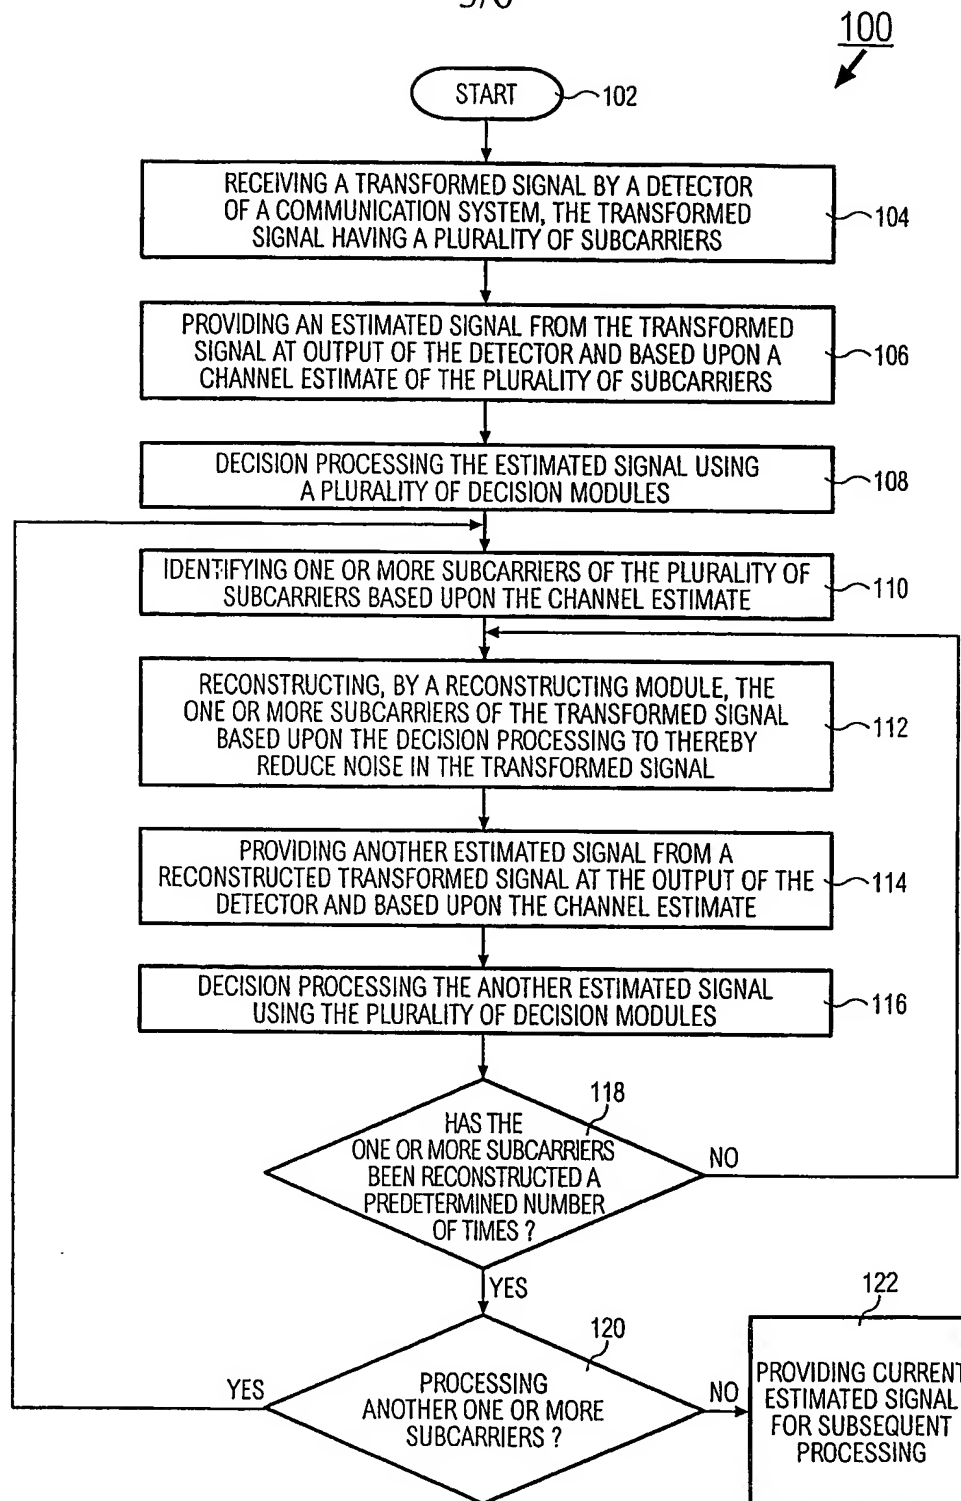 100
START
102
RECEIVING A TRANSFORMED SIGNAL BY A DETECTOR
OF A COMMUNICATION SYSTEM, THE TRANSFORMED
SIGNAL HAVING A PLURALITY OF SUBCARRIERS
104
PROVIDING AN ESTIMATED SIGNAL FROM THE TRANSFORMED
SIGNAL AT OUTPUT OF THE DETECTOR AND BASED UPON A
CHANNEL ESTIMATE OF THE PLURALITY OF SUBCARRIERS
106
DECISION PROCESSING THE ESTIMATED SIGNAL USING
A PLURALITY OF DECISION MODULES
108
IDENTIFYING ONE OR MORE SUBCARRIERS OF THE PLURALITY OF
SUBCARRIERS BASED UPON THE CHANNEL ESTIMATE
110
RECONSTRUCTING, BY A RECONSTRUCTING MODULE, THE
ONE OR MORE SUBCARRIERS OF THE TRANSFORMED SIGNAL
BASED UPON THE DECISION PROCESSING TO THEREBY
REDUCE NOISE IN THE TRANSFORMED SIGNAL
112
PROVIDING ANOTHER ESTIMATED SIGNAL FROM A
RECONSTRUCTED TRANSFORMED SIGNAL AT THE OUTPUT OF THE
DETECTOR AND BASED UPON THE CHANNEL ESTIMATE
114
DECISION PROCESSING THE ANOTHER ESTIMATED SIGNAL
USING THE PLURALITY OF DECISION MODULES
116
118
HAS THE
ONE OR MORE SUBCARRIERS
BEEN RECONSTRUCTED A
PREDETERMINED NUMBER
OF TIMES ?
NO
YES
120
PROCESSING
ANOTHER ONE OR MORE
SUBCARRIERS ?
YES
NO
122
PROVIDING CURRENT
ESTIMATED SIGNAL
FOR SUBSEQUENT
PROCESSING